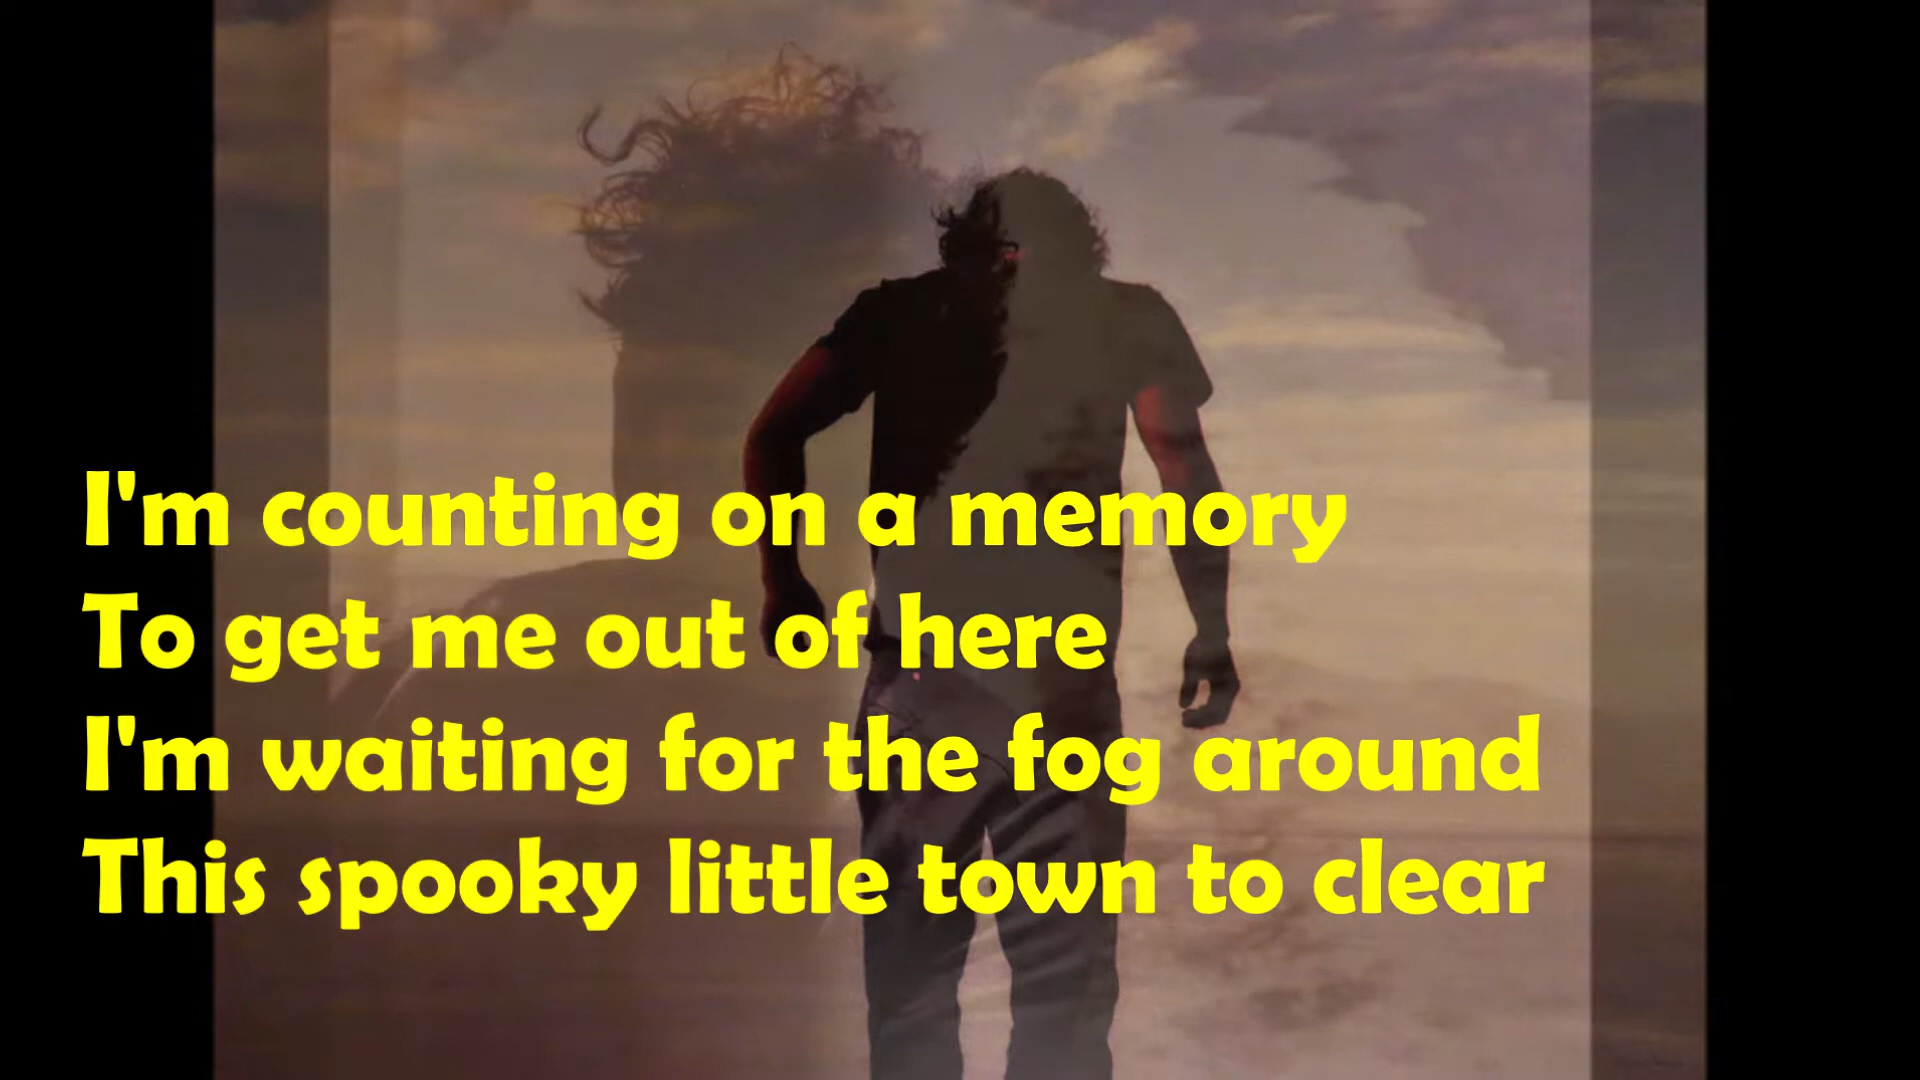 I'm counting on a memory
To get me out of here
I'm waiting for the fog around
This spooky little town to clear